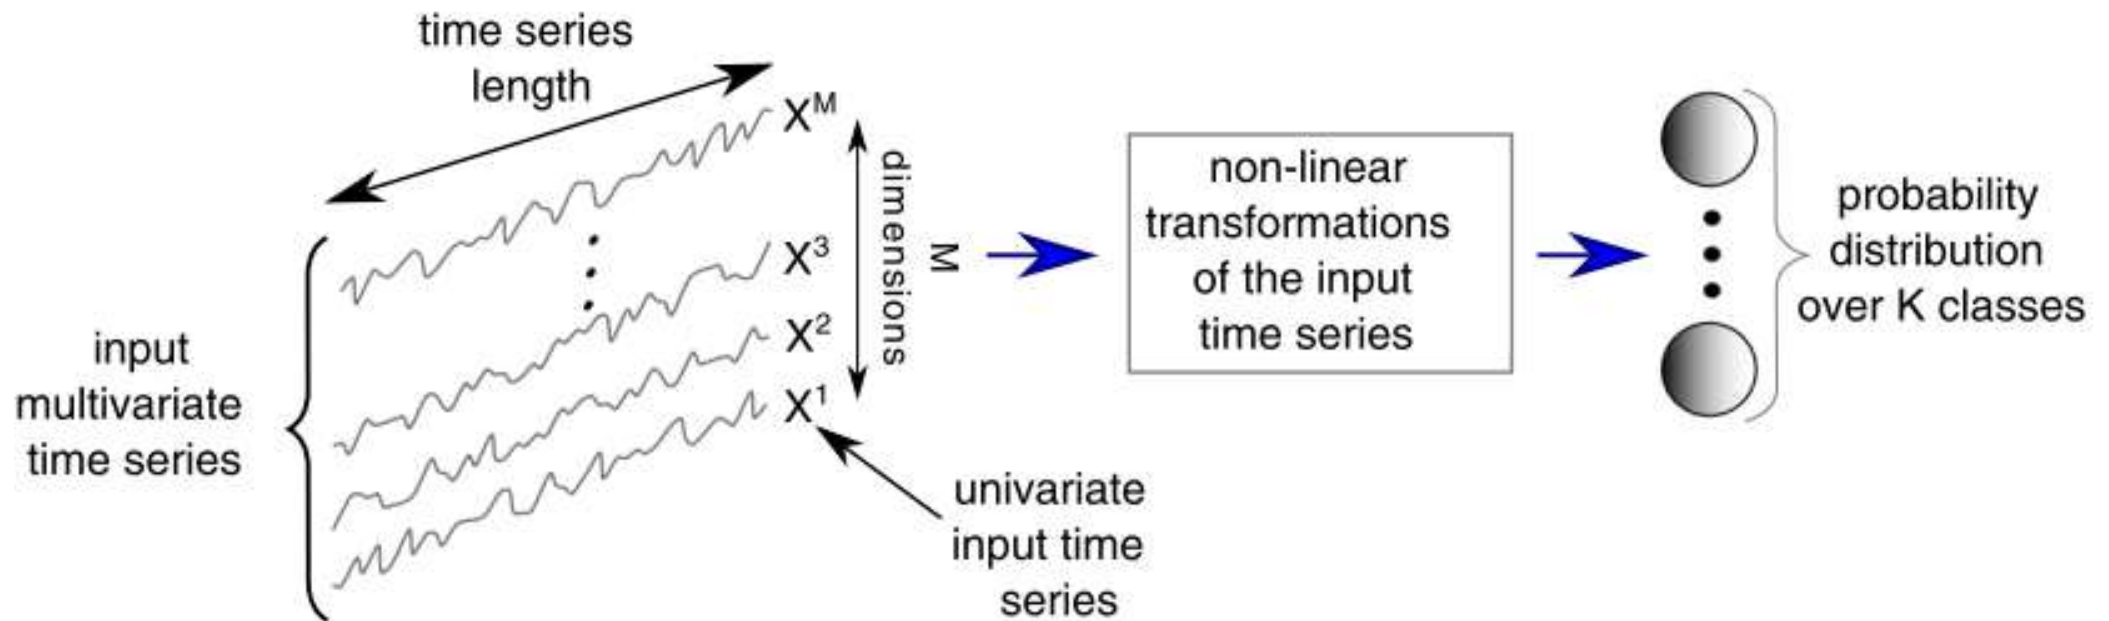 time series
length
X^M
X^3
X^2
X^1
dimensions
M
input
multivariate
time series
univariate
input time
series
non-linear
transformations
of the input
time series
probability
distribution
over K classes